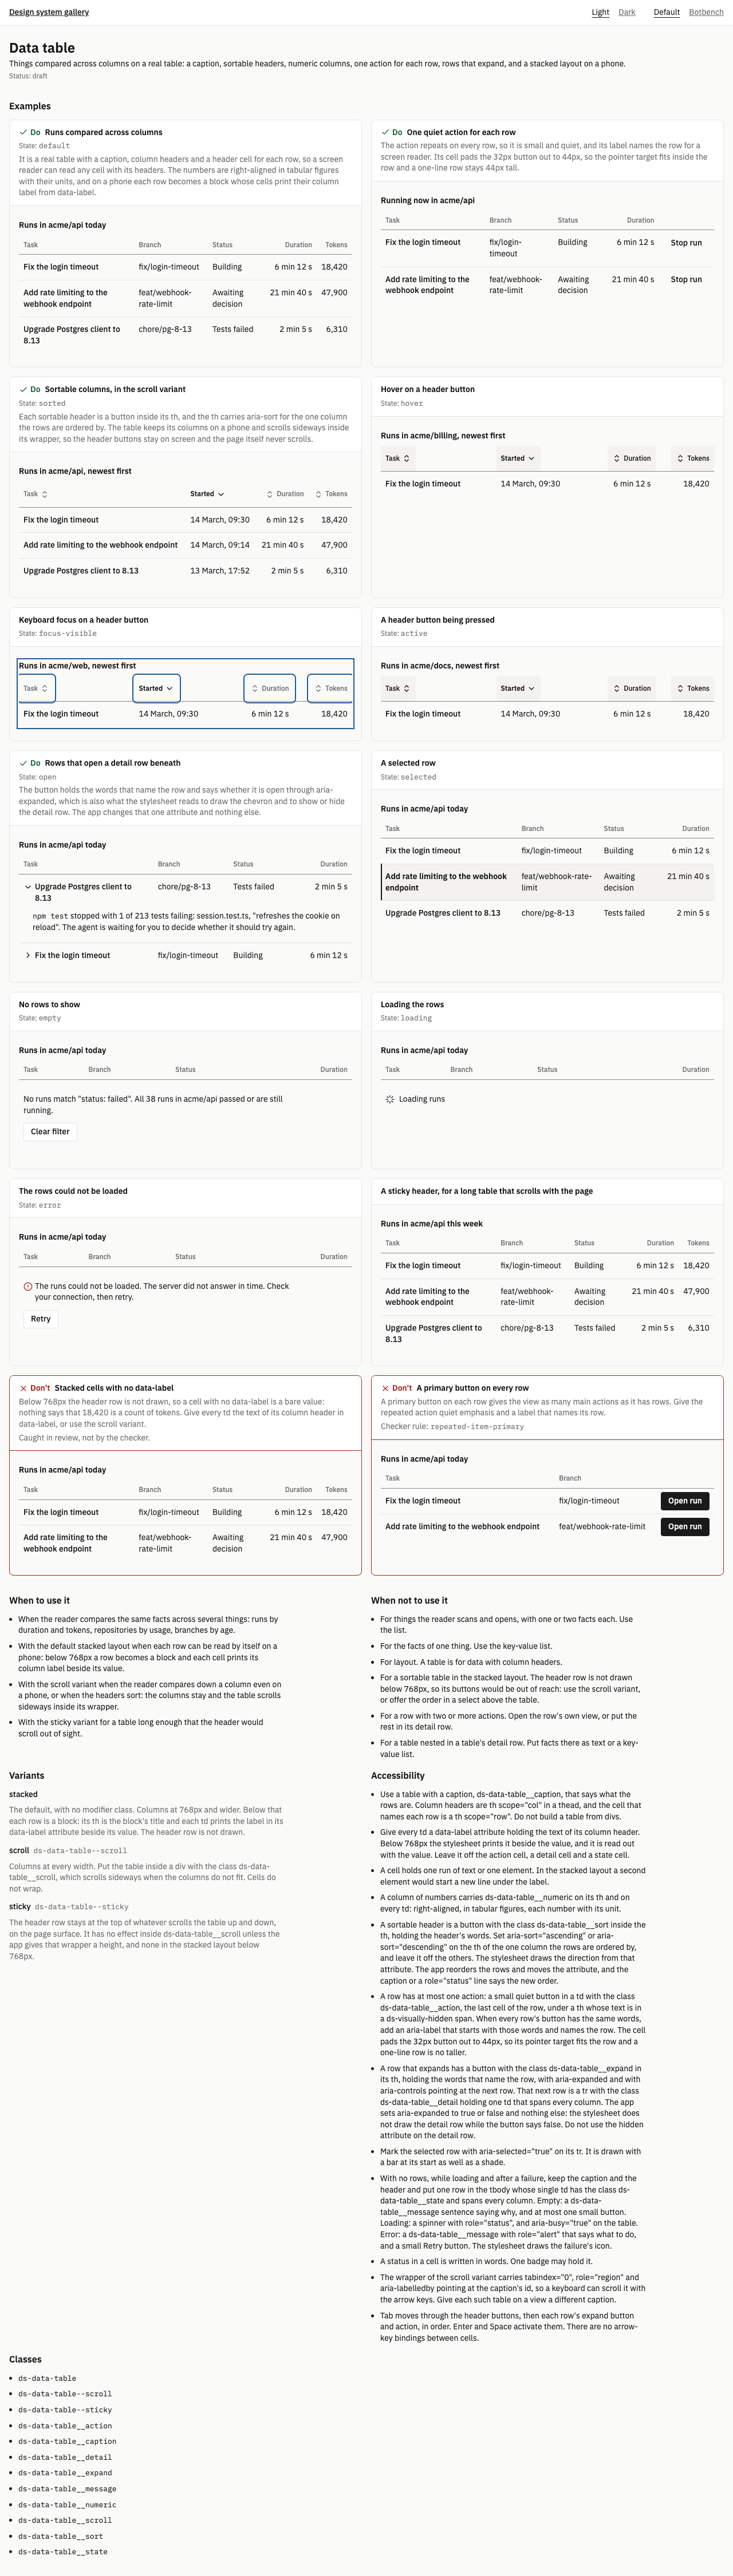 Design system gallery
Light Dark Default Botbench
Data table
Things compared across columns on a real table: a caption, sortable headers, numeric columns, one action for each row, rows that expand, and a stacked layout on a phone.
Status: draft
Examples
Do Runs compared across columns
State: default
It is a real table with a caption, column headers and a header cell for each row, so a screen
reader can read any cell with its headers. The numbers are right-aligned in tabular figures
with their units, and on a phone each row becomes a block whose cells print their column
label from data-label.
Runs in acme/api today
Task Branch Status Duration Tokens
Fix the login timeout fix/login-timeout Building 6 min 12 s 18,420
Add rate limiting to the feat/webhook- Awaiting 21 min 40 s 47,900
webhook endpoint rate-limit decision
Upgrade Postgres client to chore/pg-8-13 Tests failed 2 min 5 s 6,310
8.13
Do One quiet action for each row
The action repeats on every row, so it is small and quiet, and its label names the row for a
screen reader. Its cell pads the 32px button out to 44px, so the pointer target fits inside the
row and a one-line row stays 44px tall.
Running now in acme/api
Task Branch Status Duration
Fix the login timeout fix/login- Building 6 min 12 s Stop run
timeout
Add rate limiting to the feat/webhook- Awaiting 21 min 40 s Stop run
webhook endpoint rate-limit decision
Do Sortable columns, in the scroll variant
State: sorted
Each sortable header is a button inside its th, and the th carries aria-sort for the one column
the rows are ordered by. The table keeps its columns on a phone and scrolls sideways inside
its wrapper, so the header buttons stay on screen and the page itself never scrolls.
Runs in acme/api, newest first
Task Started Duration Tokens
Fix the login timeout 14 March, 09:30 6 min 12 s 18,420
Add rate limiting to the webhook endpoint 14 March, 09:14 21 min 40 s 47,900
Upgrade Postgres client to 8.13 13 March, 17:52 2 min 5 s 6,310
Hover on a header button
State: hover
Runs in acme/billing, newest first
Task Started Duration Tokens
Fix the login timeout 14 March, 09:30 6 min 12 s 18,420
Keyboard focus on a header button
State: focus-visible
Runs in acme/web, newest first
Task Started Duration Tokens
Fix the login timeout 14 March, 09:30 6 min 12 s 18,420
A header button being pressed
State: active
Runs in acme/docs, newest first
Task Started Duration Tokens
Fix the login timeout 14 March, 09:30 6 min 12 s 18,420
Do Rows that open a detail row beneath
State: open
The button holds the words that name the row and says whether it is open through aria-
expanded, which is also what the stylesheet reads to draw the chevron and to show or hide
the detail row. The app changes that one attribute and nothing else.
Runs in acme/api today
Task Branch Status Duration
Upgrade Postgres client to chore/pg-8-13 Tests failed 2 min 5 s
8.13
npm test stopped with 1 of 213 tests failing: session.test.ts, "refreshes the cookie on
reload". The agent is waiting for you to decide whether it should try again.
Fix the login timeout fix/login-timeout Building 6 min 12 s
A selected row
State: selected
Runs in acme/api today
Task Branch Status Duration
Fix the login timeout fix/login-timeout Building 6 min 12 s
Add rate limiting to the webhook feat/webhook-rate- Awaiting 21 min 40 s
endpoint limit decision
Upgrade Postgres client to 8.13 chore/pg-8-13 Tests failed 2 min 5 s
No rows to show
State: empty
Runs in acme/api today
Task Branch Status Duration
No runs match "status: failed". All 38 runs in acme/api passed or are still
running.
Clear filter
Loading the rows
State: loading
Runs in acme/api today
Task Branch Status Duration
Loading runs
The rows could not be loaded
State: error
Runs in acme/api today
Task Branch Status Duration
The runs could not be loaded. The server did not answer in time. Check
your connection, then retry.
Retry
A sticky header, for a long table that scrolls with the page
Runs in acme/api this week
Task Branch Status Duration Tokens
Fix the login timeout fix/login-timeout Building 6 min 12 s 18,420
Add rate limiting to the feat/webhook- Awaiting 21 min 40 s 47,900
webhook endpoint rate-limit decision
Upgrade Postgres client to chore/pg-8-13 Tests failed 2 min 5 s 6,310
8.13
Don't Stacked cells with no data-label
Below 768px the header row is not drawn, so a cell with no data-label is a bare value:
nothing says that 18,420 is a count of tokens. Give every td the text of its column header in
data-label, or use the scroll variant.
Caught in review, not by the checker.
Runs in acme/api today
Task Branch Status Duration Tokens
Fix the login timeout fix/login-timeout Building 6 min 12 s 18,420
Add rate limiting to the feat/webhook- Awaiting 21 min 40 s 47,900
webhook endpoint rate-limit decision
Don't A primary button on every row
A primary button on each row gives the view as many main actions as it has rows. Give the
repeated action quiet emphasis and a label that names its row.
Checker rule: repeated-item-primary
Runs in acme/api today
Task Branch
Fix the login timeout fix/login-timeout Open run
Add rate limiting to the webhook endpoint feat/webhook-rate-limit Open run
When to use it
When the reader compares the same facts across several things: runs by
duration and tokens, repositories by usage, branches by age.
With the default stacked layout when each row can be read by itself on a
phone: below 768px a row becomes a block and each cell prints its
column label beside its value.
With the scroll variant when the reader compares down a column even on
a phone, or when the headers sort: the columns stay and the table scrolls
sideways inside its wrapper.
With the sticky variant for a table long enough that the header would
scroll out of sight.
When not to use it
For things the reader scans and opens, with one or two facts each. Use
the list.
For the facts of one thing. Use the key-value list.
For layout. A table is for data with column headers.
For a sortable table in the stacked layout. The header row is not drawn
below 768px, so its buttons would be out of reach: use the scroll variant,
or offer the order in a select above the table.
For a row with two or more actions. Open the row's own view, or put the
rest in its detail row.
For a table nested in a table's detail row. Put facts there as text or a key-
value list.
Variants
stacked
The default, with no modifier class. Columns at 768px and wider. Below that
each row is a block: its th is the block's title and each td prints the label in its
data-label attribute beside its value. The header row is not drawn.
scroll ds-data-table--scroll
Columns at every width. Put the table inside a div with the class ds-data-
table__scroll, which scrolls sideways when the columns do not fit. Cells do
not wrap.
sticky ds-data-table--sticky
The header row stays at the top of whatever scrolls the table up and down,
on the page surface. It has no effect inside ds-data-table__scroll unless the
app gives that wrapper a height, and none in the stacked layout below
768px.
Accessibility
Use a table with a caption, ds-data-table__caption, that says what the
rows are. Column headers are th scope="col" in a thead, and the cell that
names each row is a th scope="row". Do not build a table from divs.
Give every td a data-label attribute holding the text of its column header.
Below 768px the stylesheet prints it beside the value, and it is read out
with the value. Leave it off the action cell, a detail cell and a state cell.
A cell holds one run of text or one element. In the stacked layout a second
element would start a new line under the label.
A column of numbers carries ds-data-table__numeric on its th and on
every td: right-aligned, in tabular figures, each number with its unit.
A sortable header is a button with the class ds-data-table__sort inside the
th, holding the header's words. Set aria-sort="ascending" or aria-
sort="descending" on the th of the one column the rows are ordered by,
and leave it off the others. The stylesheet draws the direction from that
attribute. The app reorders the rows and moves the attribute, and the
caption or a role="status" line says the new order.
A row has at most one action: a small quiet button in a td with the class
ds-data-table__action, the last cell of the row, under a th whose text is in
a ds-visually-hidden span. When every row's button has the same words,
add an aria-label that starts with those words and names the row. The cell
pads the 32px button out to 44px, so its pointer target fits the row and a
one-line row is no taller.
A row that expands has a button with the class ds-data-table__expand in
its th, holding the words that name the row, with aria-expanded and with
aria-controls pointing at the next row. That next row is a tr with the class
ds-data-table__detail holding one td that spans every column. The app
sets aria-expanded to true or false and nothing else: the stylesheet does
not draw the detail row while the button says false. Do not use the hidden
attribute on the detail row.
Mark the selected row with aria-selected="true" on its tr. It is drawn with
a bar at its start as well as a shade.
With no rows, while loading and after a failure, keep the caption and the
header and put one row in the tbody whose single td has the class ds-
data-table__state and spans every column. Empty: a ds-data-
table__message sentence saying why, and at most one small button.
Loading: a spinner with role="status", and aria-busy="true" on the table.
Error: a ds-data-table__message with role="alert" that says what to do,
and a small Retry button. The stylesheet draws the failure's icon.
A status in a cell is written in words. One badge may hold it.
The wrapper of the scroll variant carries tabindex="0", role="region" and
aria-labelledby pointing at the caption's id, so a keyboard can scroll it with
the arrow keys. Give each such table on a view a different caption.
Tab moves through the header buttons, then each row's expand button
and action, in order. Enter and Space activate them. There are no arrow-
key bindings between cells.
Classes
ds-data-table
ds-data-table--scroll
ds-data-table--sticky
ds-data-table__action
ds-data-table__caption
ds-data-table__detail
ds-data-table__expand
ds-data-table__message
ds-data-table__numeric
ds-data-table__scroll
ds-data-table__sort
ds-data-table__state